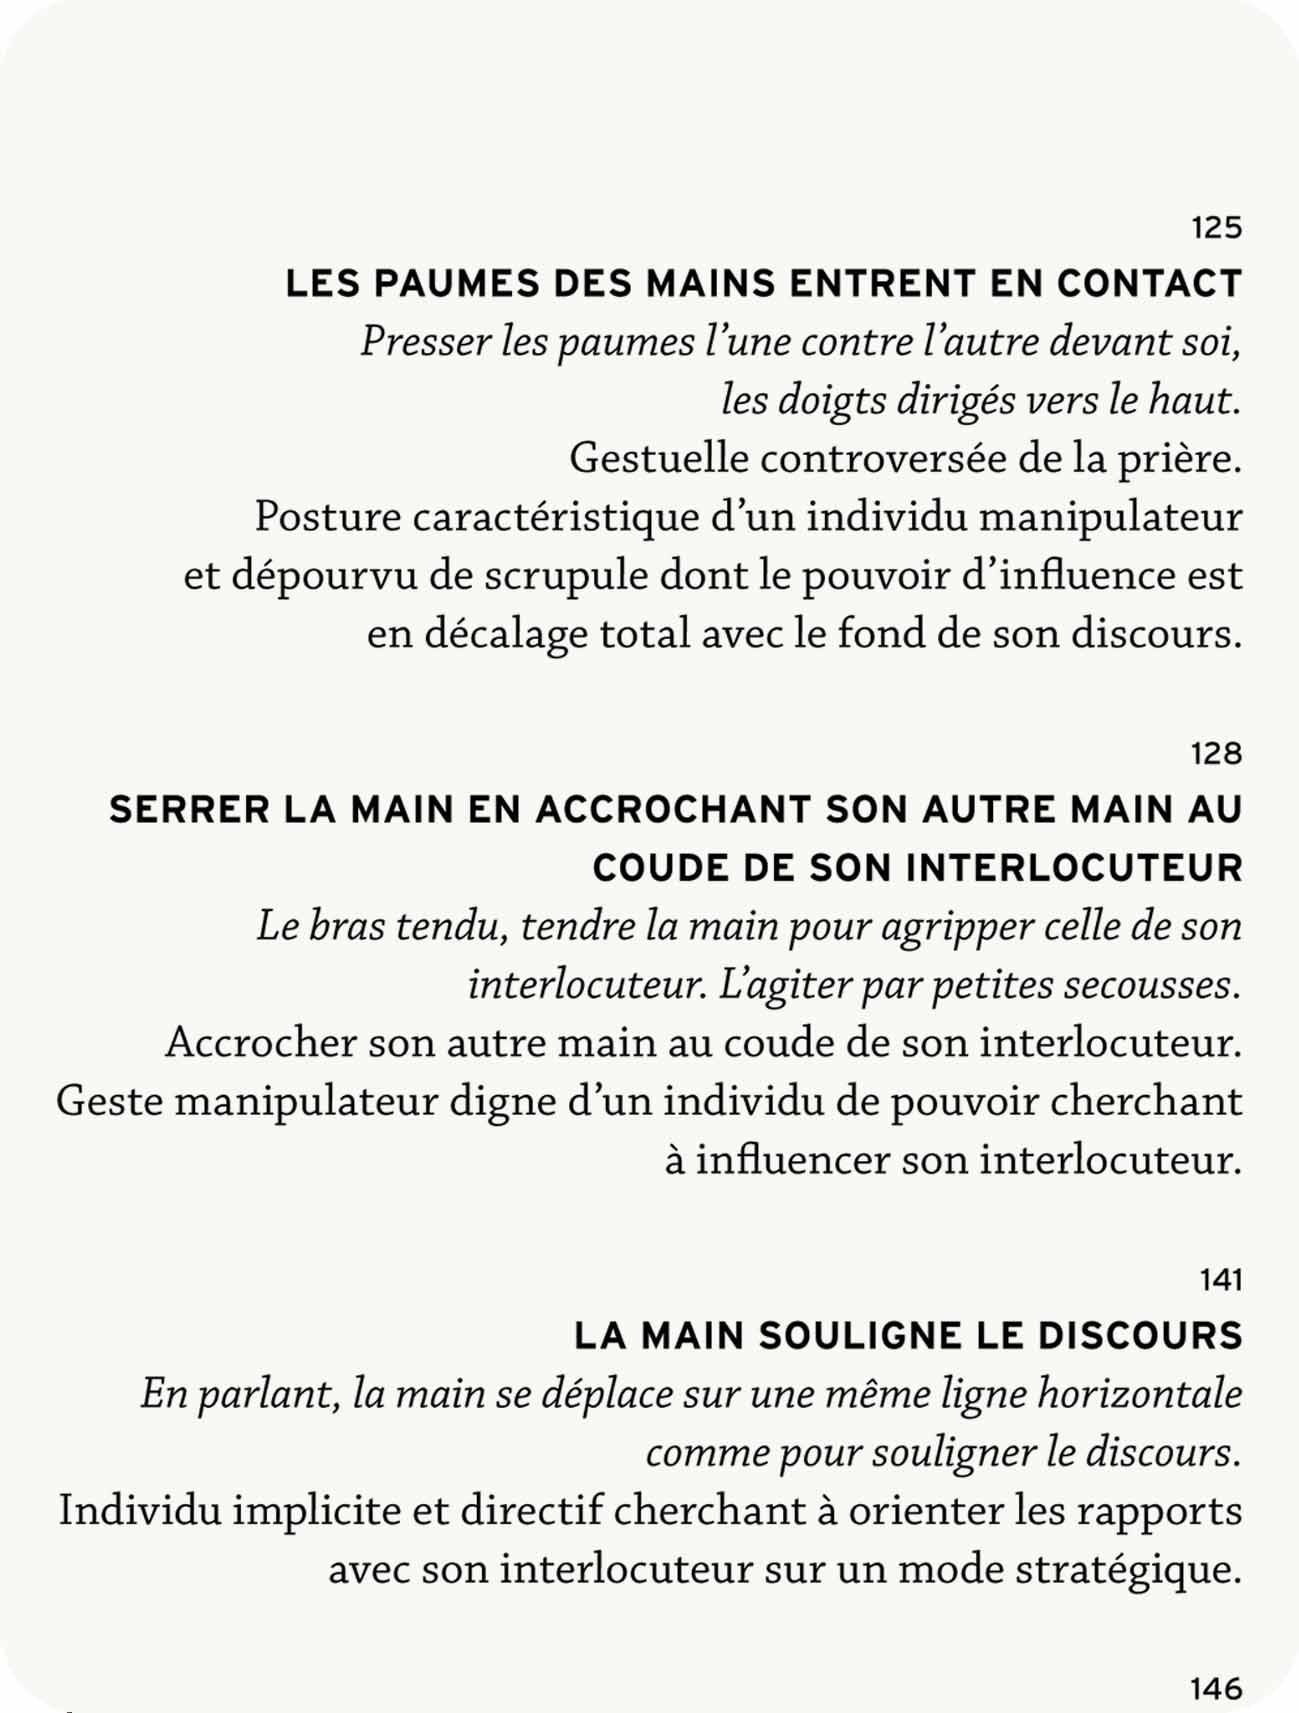 125
LES PAUMES DES MAINS ENTRENT EN CONTACT
Presser les paumes l’une contre l’autre devant soi,
les doigts dirigés vers le haut.
Gestuelle controversée de la prière.
Posture caractéristique d’un individu manipulateur
et dépourvu de scrupule dont le pouvoir d’influence est
en décalage total avec le fond de son discours.
128
SERRER LA MAIN EN ACCROCHANT SON AUTRE MAIN AU
COUDE DE SON INTERLOCUTEUR
Le bras tendu, tendre la main pour agripper celle de son
interlocuteur. L’agiter par petites secousses.
Accrocher son autre main au coude de son interlocuteur.
Geste manipulateur digne d’un individu de pouvoir cherchant
à influencer son interlocuteur.
141
LA MAIN SOULIGNE LE DISCOURS
En parlant, la main se déplace sur une même ligne horizontale
comme pour souligner le discours.
Individu implicite et directif cherchant à orienter les rapports
avec son interlocuteur sur un mode stratégique.
146